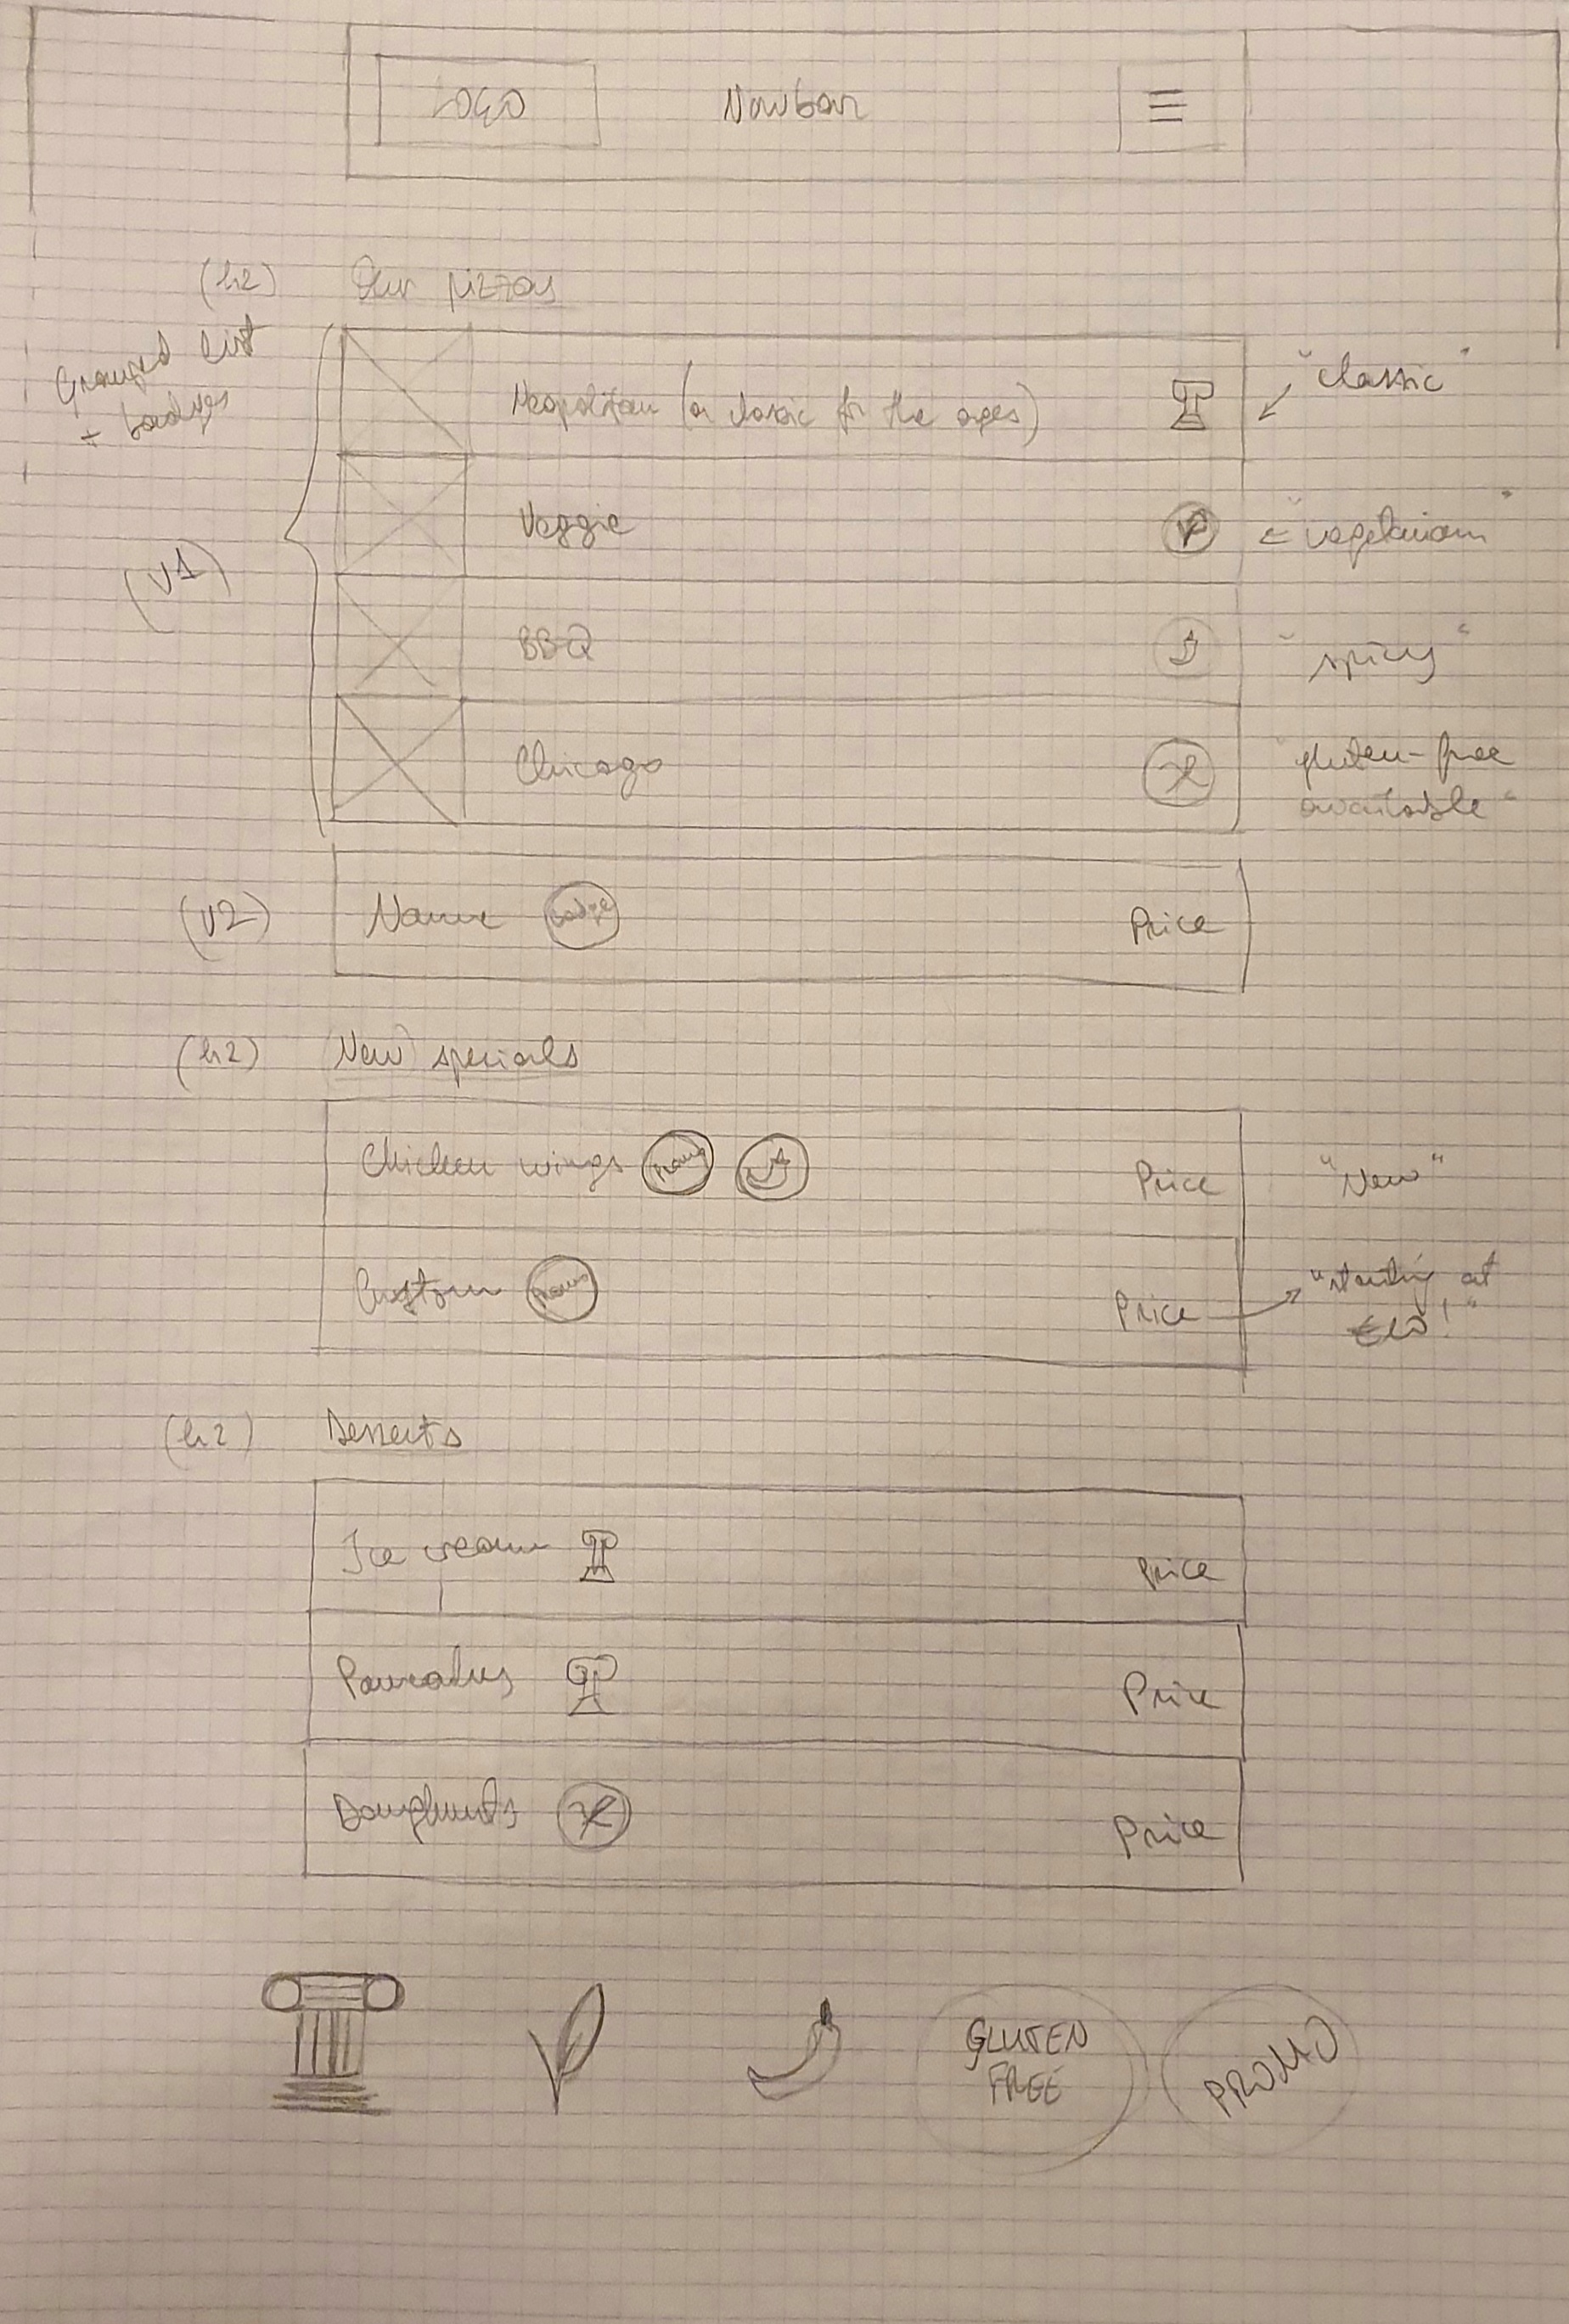 LOGO Navbar
(h2) Our pizzas
Grouped list
+ badges
Neapolitan (a classic for the ages) "classic"
Veggie "vegetarian"
(V1)
BBQ "spicy"
Chicago "gluten-free
available"
(V2) Name badge Price
(h2) (New) specials
Chicken wings Promo Price "New"
Custom Promo Price "starting at
€10!"
(h2) Desserts
Ice cream Price
Pancakes Price
Doughnuts Price
GLUTEN
FREE
PROMO